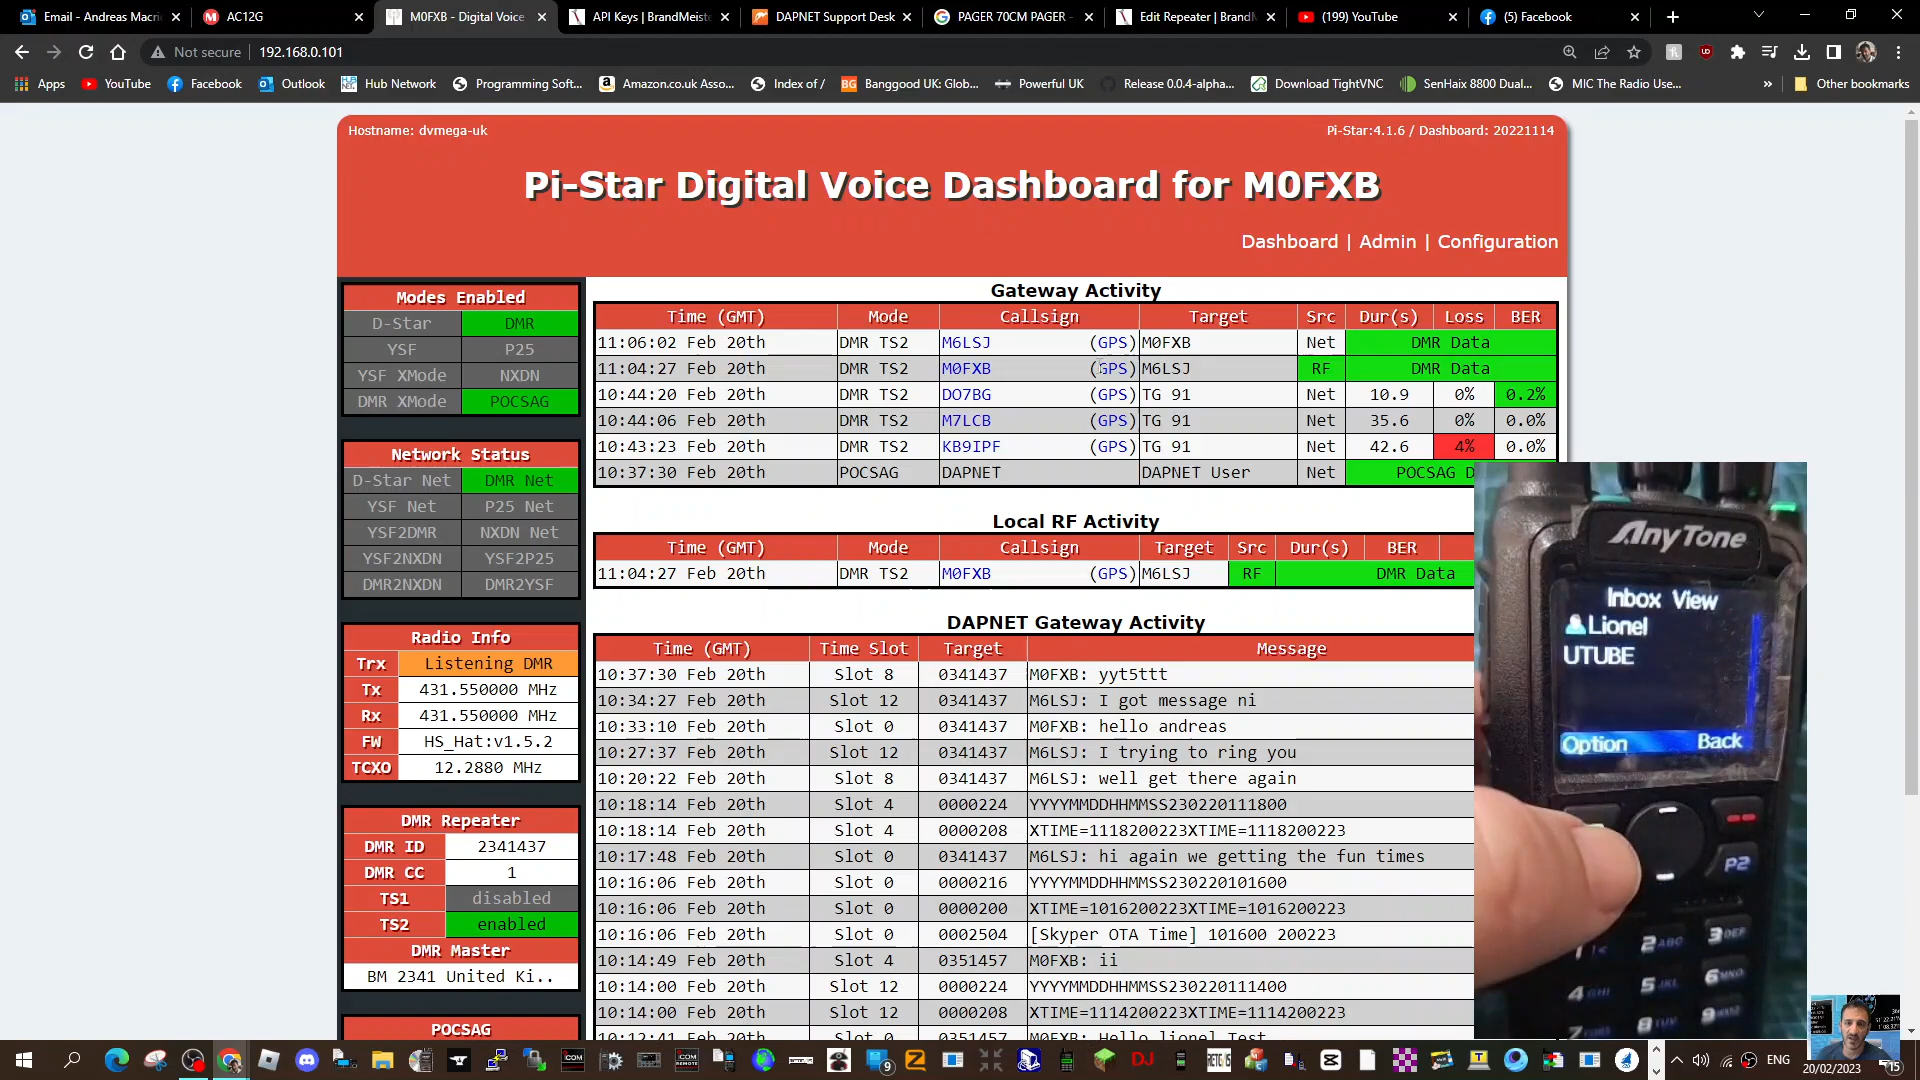 Email - Andreas Macri
AC12G
M0FXB - Digital Voice
API Keys | BrandMeiste
DAPNET Support Desk
PAGER 70CM PAGER -
Edit Repeater | BrandM
(199) YouTube
(5) Facebook
Not secure
192.168.0.101
Apps
YouTube
Facebook
Outlook
Hub Network
Programming Soft...
Amazon.co.uk Asso...
Index of /
BG Banggood UK: Glob...
Powerful UK
Release 0.0.4-alpha...
Download TightVNC
SenHaix 8800 Dual...
MIC The Radio Use...
Other bookmarks
Hostname: dvmega-uk
Pi-Star:4.1.6 / Dashboard: 20221114
Pi-Star Digital Voice Dashboard for M0FXB
Dashboard | Admin | Configuration
Modes Enabled
D-Star DMR
YSF P25
YSF XMode NXDN
DMR XMode POCSAG
Network Status
D-Star Net DMR Net
YSF Net P25 Net
YSF2DMR NXDN Net
YSF2NXDN YSF2P25
DMR2NXDN DMR2YSF
Radio Info
Trx Listening DMR
Tx 431.550000 MHz
Rx 431.550000 MHz
FW HS_Hat:v1.5.2
TCXO 12.2880 MHz
DMR Repeater
DMR ID 2341437
DMR CC 1
TS1 disabled
TS2 enabled
DMR Master
BM 2341 United Ki..
POCSAG
Gateway Activity
Time (GMT) Mode Callsign Target Src Dur(s) Loss BER
11:06:02 Feb 20th DMR TS2 M6LSJ (GPS) M0FXB Net DMR Data
11:04:27 Feb 20th DMR TS2 M0FXB (GPS) M6LSJ RF DMR Data
10:44:20 Feb 20th DMR TS2 DO7BG (GPS) TG 91 Net 10.9 0% 0.2%
10:44:06 Feb 20th DMR TS2 M7LCB (GPS) TG 91 Net 35.6 0% 0.0%
10:43:23 Feb 20th DMR TS2 KB9IPF (GPS) TG 91 Net 42.6 4% 0.0%
10:37:30 Feb 20th POCSAG DAPNET DAPNET User Net POCSAG D
Local RF Activity
Time (GMT) Mode Callsign Target Src Dur(s) BER
11:04:27 Feb 20th DMR TS2 M0FXB (GPS) M6LSJ RF DMR Data
DAPNET Gateway Activity
Time (GMT) Time Slot Target Message
10:37:30 Feb 20th Slot 8 0341437 M0FXB: yyt5ttt
10:34:27 Feb 20th Slot 12 0341437 M6LSJ: I got message ni
10:33:10 Feb 20th Slot 0 0341437 M0FXB: hello andreas
10:27:37 Feb 20th Slot 12 0341437 M6LSJ: I trying to ring you
10:20:22 Feb 20th Slot 8 0341437 M6LSJ: well get there again
10:18:14 Feb 20th Slot 4 0000224 YYYYMMDDHHMMSS230220111800
10:18:14 Feb 20th Slot 4 0000208 XTIME=1118200223XTIME=1118200223
10:17:48 Feb 20th Slot 0 0341437 M6LSJ: hi again we getting the fun times
10:16:06 Feb 20th Slot 0 0000216 YYYYMMDDHHMMSS230220101600
10:16:06 Feb 20th Slot 0 0000200 XTIME=1016200223XTIME=1016200223
10:16:06 Feb 20th Slot 0 0002504 [Skyper OTA Time] 101600 200223
10:14:49 Feb 20th Slot 4 0351457 M0FXB: ii
10:14:00 Feb 20th Slot 12 0000224 YYYYMMDDHHMMSS230220111400
10:14:00 Feb 20th Slot 12 0000208 XTIME=1114200223XTIME=1114200223
10:12:41 Feb 20th Slot 0 0351457 M0FXB: Hello lionel Test
AnyTone
Inbox View
Lionel
UTUBE
Option Back
P2
2ABC
3DEF
ENG
20/02/2023